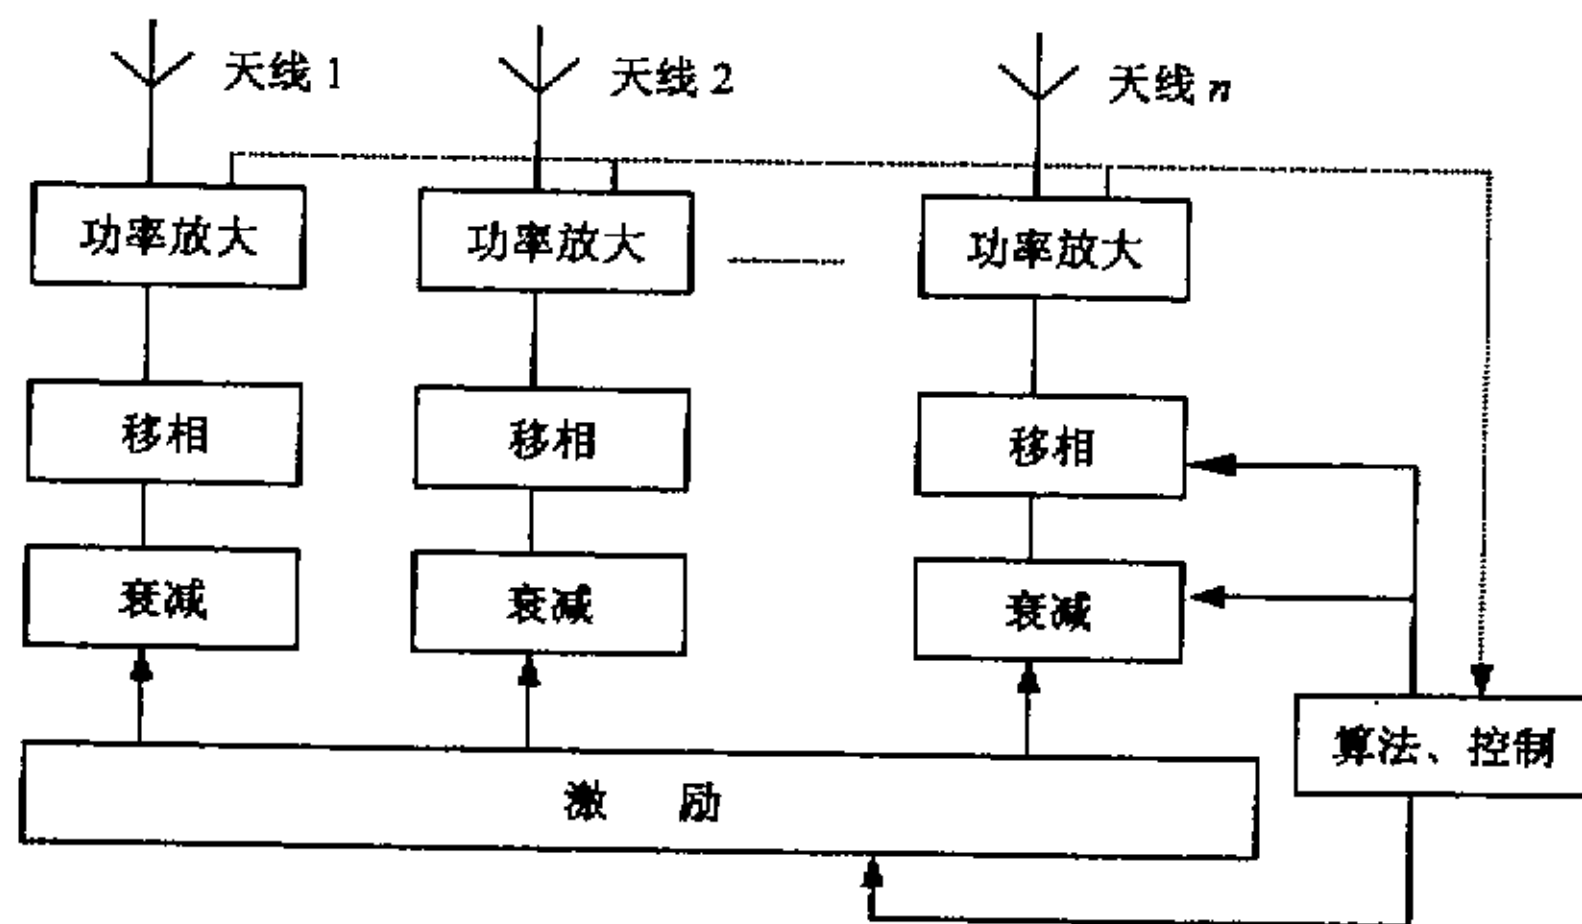 天线 1
天线 2
天线 n
功率放大
功率放大
功率放大
移相
移相
移相
衰减
衰减
衰减
算法、控制
激 励